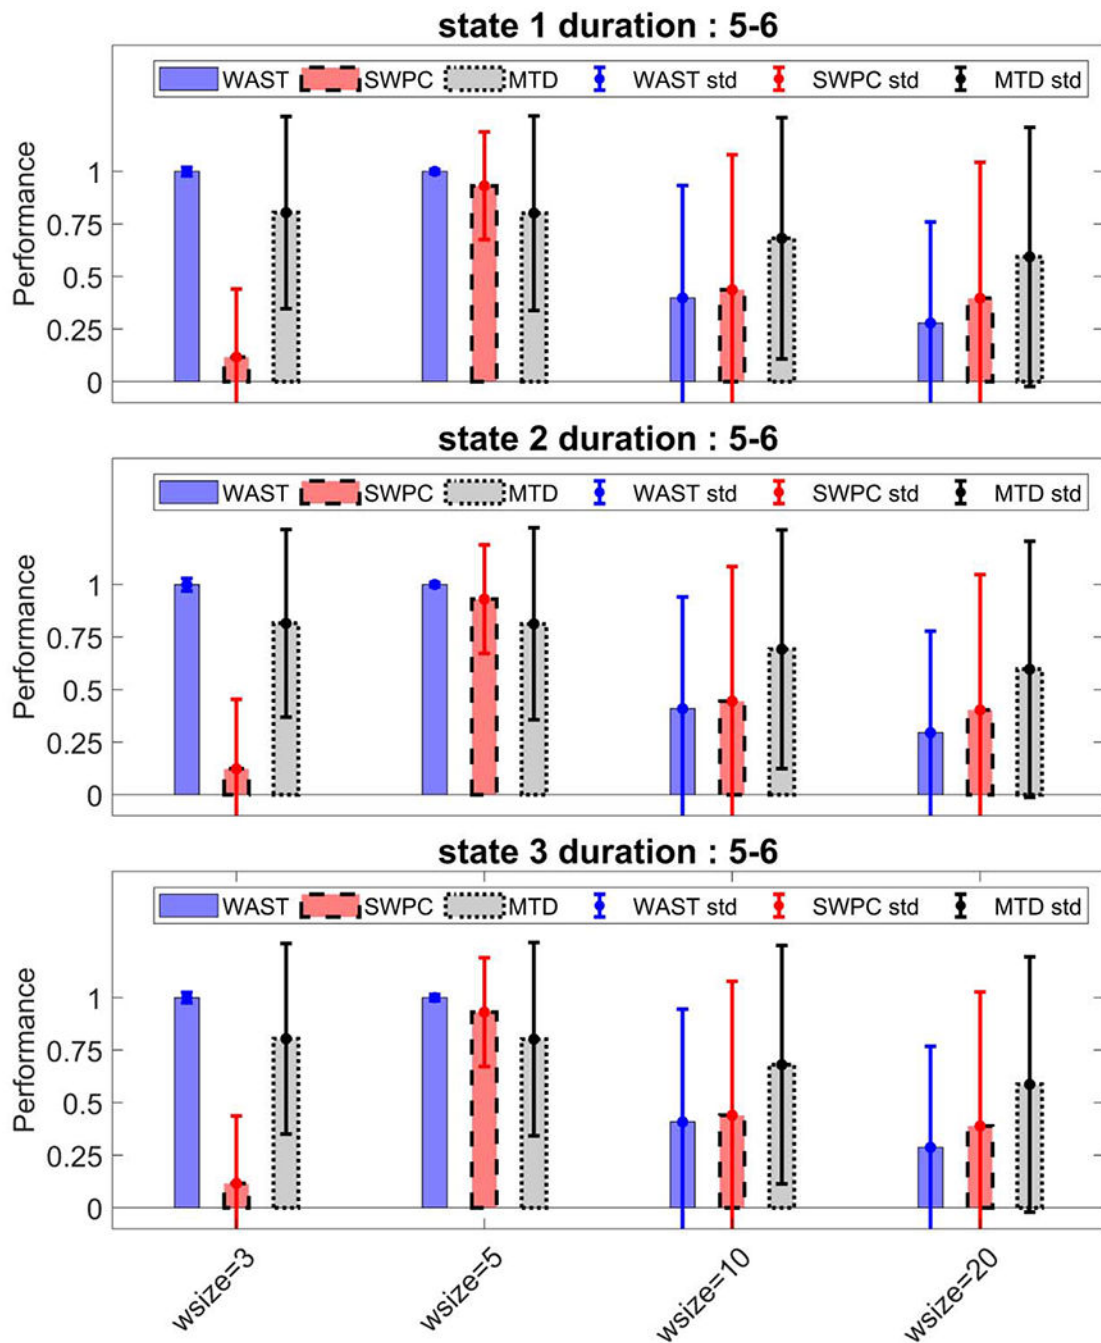 state 1 duration : 5-6
WAST SWPC MTD WAST std SWPC std MTD std
Performance
1
0.75
0.5
0.25
0
state 2 duration : 5-6
WAST SWPC MTD WAST std SWPC std MTD std
Performance
1
0.75
0.5
0.25
0
state 3 duration : 5-6
WAST SWPC MTD WAST std SWPC std MTD std
Performance
1
0.75
0.5
0.25
0
wsize=3 wsize=5 wsize=10 wsize=20